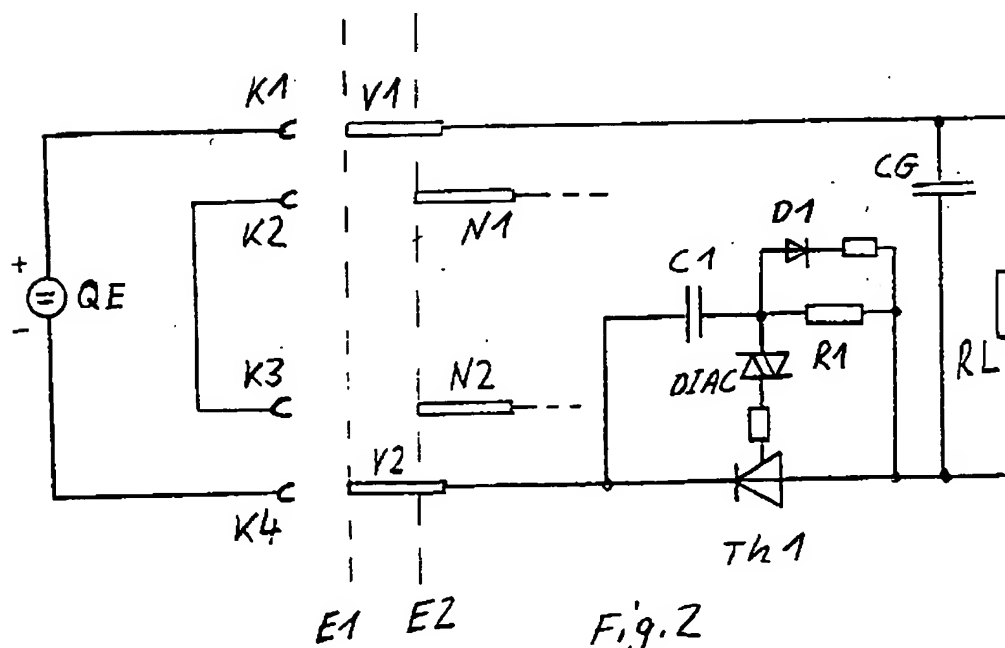 K1
V1
CG
K2
N1
D1
+
QE
-
C1
R1
K3
N2
DIAC
RL
V2
K4
Th1
E1
E2
Fig. 2